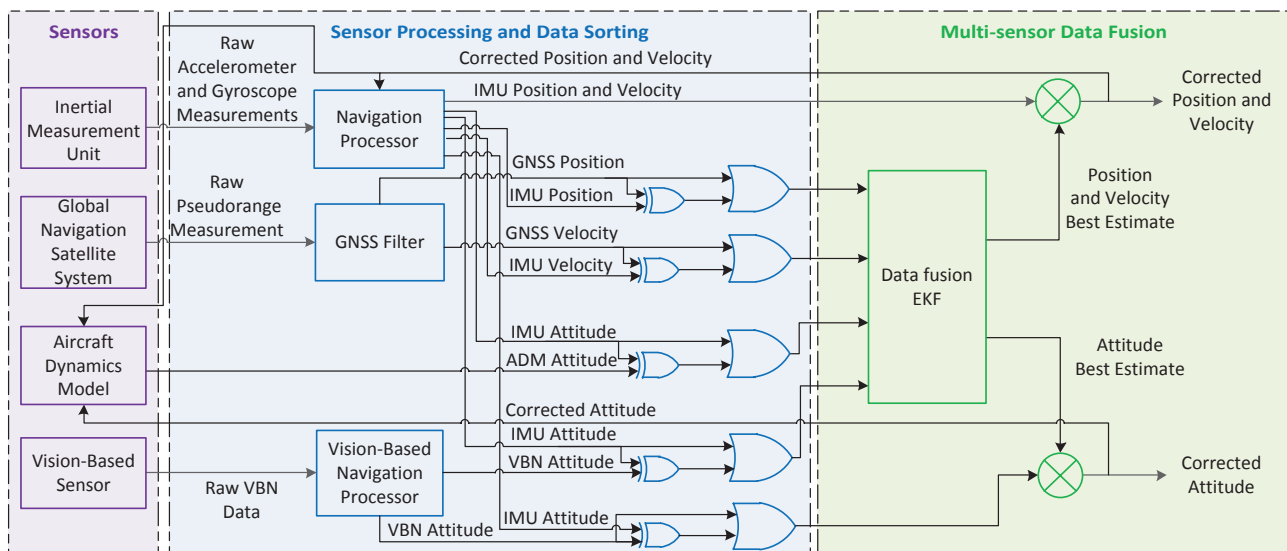 Sensors
Sensor Processing and Data Sorting
Multi-sensor Data Fusion
Raw
Accelerometer
and Gyroscope
Measurements
Corrected Position and Velocity
IMU Position and Velocity
Corrected
Position and
Velocity
Inertial
Measurement
Unit
Navigation
Processor
GNSS Position
IMU Position
Raw
Pseudorange
Measurement
Position
and Velocity
Best Estimate
Global
Navigation
Satellite
System
GNSS Filter
GNSS Velocity
IMU Velocity
Data fusion
EKF
Aircraft
Dynamics
Model
IMU Attitude
ADM Attitude
Attitude
Best Estimate
Corrected Attitude
IMU Attitude
VBN Attitude
Vision-Based
Sensor
Vision-Based
Navigation
Processor
Raw VBN
Data
Corrected
Attitude
IMU Attitude
VBN Attitude